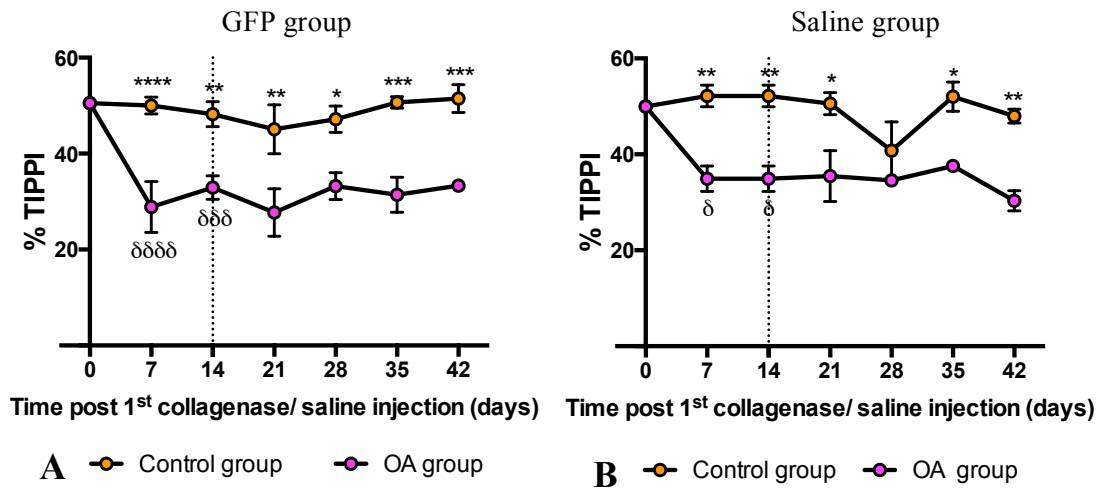 GFP group
60
40
20
% TIPPI
**** ** ** * *** ***
δδδδ δδδ
0 7 14 21 28 35 42
Time post 1st collagenase/ saline injection (days)
A Control group OA group
Saline group
60
40
20
% TIPPI
** ** * * **
δ δ
0 7 14 21 28 35 42
Time post 1st collagenase/ saline injection (days)
B Control group OA group